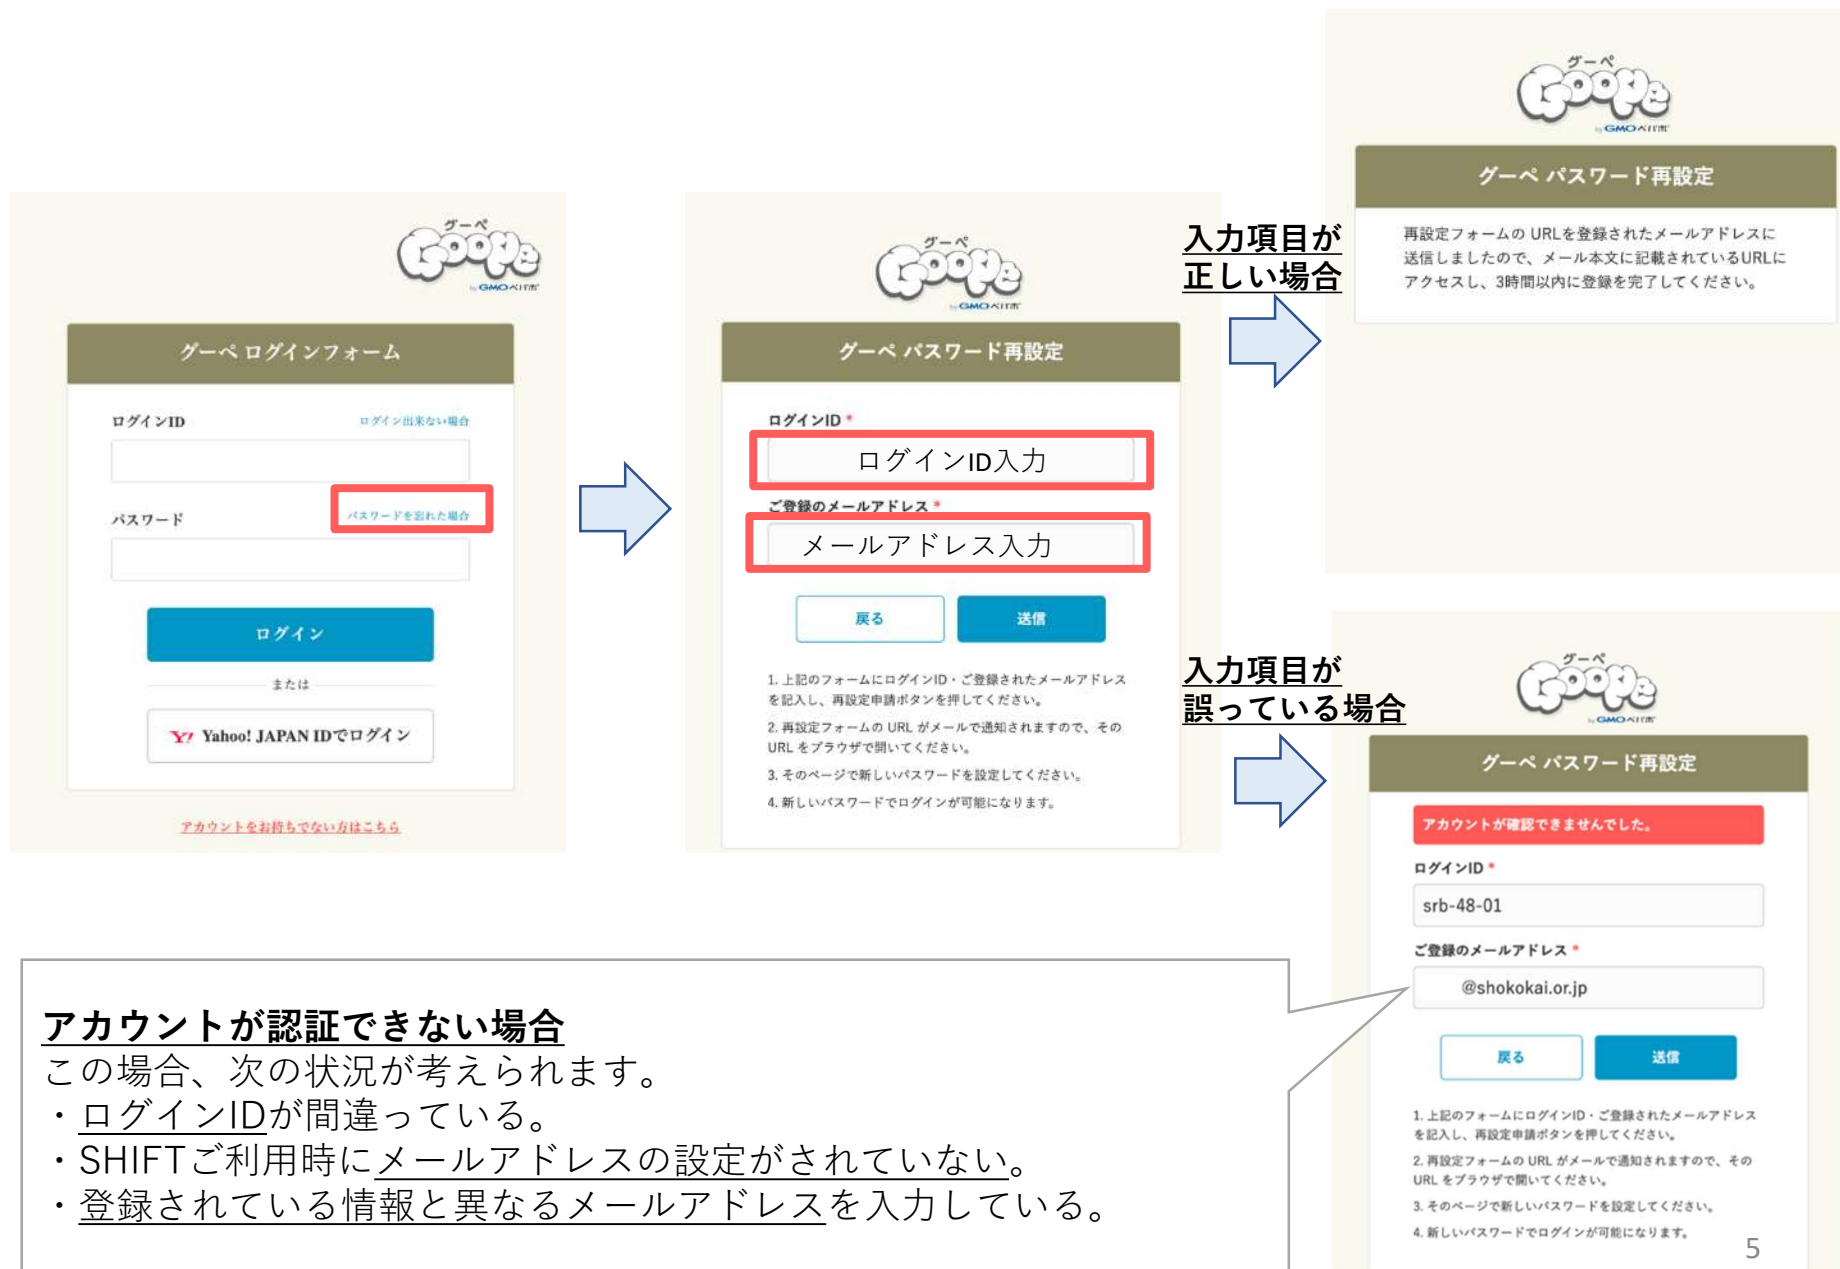 グーペ
Goope
by GMOペパボ
グーペ ログインフォーム
ログインID
ログイン出来ない場合
パスワード
パスワードを忘れた場合
ログイン
または
Y! Yahoo! JAPAN IDでログイン
アカウントをお持ちでない方はこちら
グーペ
Goope
by GMOペパボ
グーペ パスワード再設定
ログインID *
ログインID入力
ご登録のメールアドレス *
メールアドレス入力
戻る
送信
1. 上記のフォームにログインID・ご登録されたメールアドレス
を記入し、再設定申請ボタンを押してください。
2. 再設定フォームの URL がメールで通知されますので、その
URL をブラウザで開いてください。
3. そのページで新しいパスワードを設定してください。
4. 新しいパスワードでログインが可能になります。
入力項目が
正しい場合
グーペ
Goope
by GMOペパボ
グーペ パスワード再設定
再設定フォームの URLを登録されたメールアドレスに
送信しましたので、メール本文に記載されているURLに
アクセスし、3時間以内に登録を完了してください。
入力項目が
誤っている場合
グーペ
Goope
by GMOペパボ
グーペ パスワード再設定
アカウントが確認できませんでした。
ログインID *
srb-48-01
ご登録のメールアドレス *
@shokokai.or.jp
戻る
送信
1. 上記のフォームにログインID・ご登録されたメールアドレス
を記入し、再設定申請ボタンを押してください。
2. 再設定フォームの URL がメールで通知されますので、その
URL をブラウザで開いてください。
3. そのページで新しいパスワードを設定してください。
4. 新しいパスワードでログインが可能になります。
アカウントが認証できない場合
この場合、次の状況が考えられます。
・ログインIDが間違っている。
・SHIFTご利用時にメールアドレスの設定がされていない。
・登録されている情報と異なるメールアドレスを入力している。
5